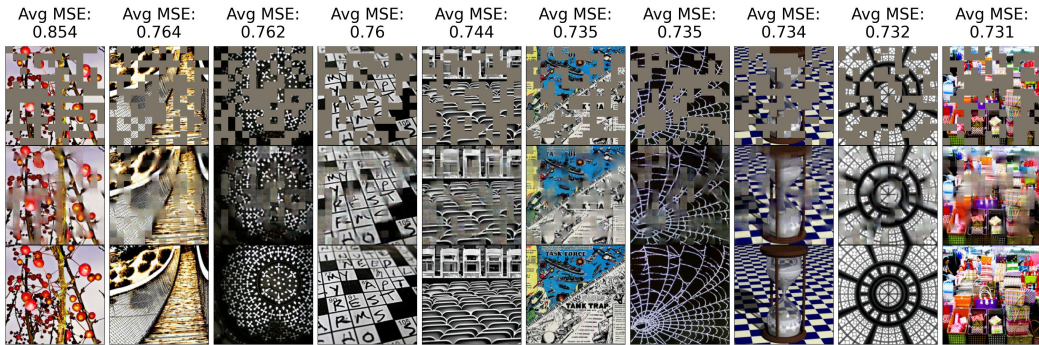 Avg MSE: Avg MSE: Avg MSE: Avg MSE: Avg MSE: Avg MSE: Avg MSE: Avg MSE: Avg MSE: Avg MSE:
0.854 0.764 0.762 0.76 0.744 0.735 0.735 0.734 0.732 0.731
TASK FORCE
TANK TRAP